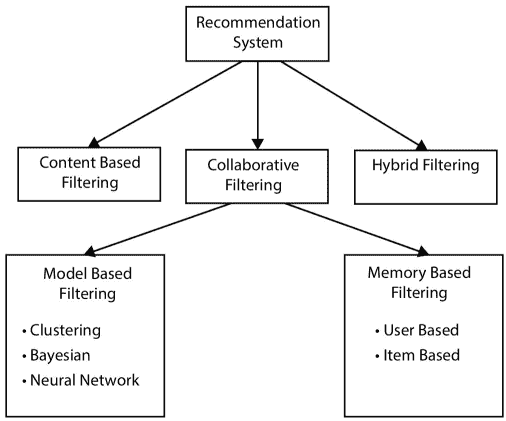 Recommendation
System
Content Based
Filtering
Collaborative
Filtering
Hybrid Filtering
Model Based
Filtering
• Clustering
• Bayesian
• Neural Network
Memory Based
Filtering
• User Based
• Item Based